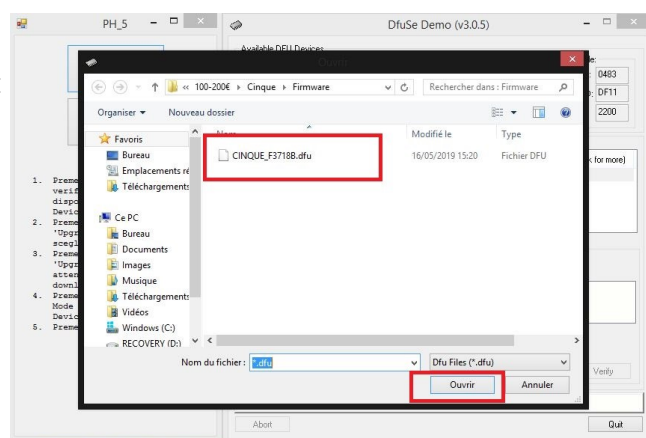 PH_5
DfuSe Demo (v3.0.5)
Available DFU Devices
Ouvrir
« 100-200€ ▸ Cinque ▸ Firmware
Rechercher dans : Firmware
Organiser
Nouveau dossier
Nom
Modifié le
Type
Favoris
Bureau
Emplacements ré
Téléchargements
CINQUE_F3718B.dfu
16/05/2019 15:20
Fichier DFU
Ce PC
Bureau
Documents
Images
Musique
Téléchargements
Vidéos
Windows (C:)
RECOVERY (D:)
Nom du fichier :
*.dfu
Dfu Files (*.dfu)
Ouvrir
Annuler
1. Preme
verif
dispo
Devic
2. Preme
'Upgr
scegl
3. Preme
'Upgr
atten
downl
4. Preme
Mode
Devic
5. Preme
0483
DF11
2200
k for more)
Verify
Abort
Quit